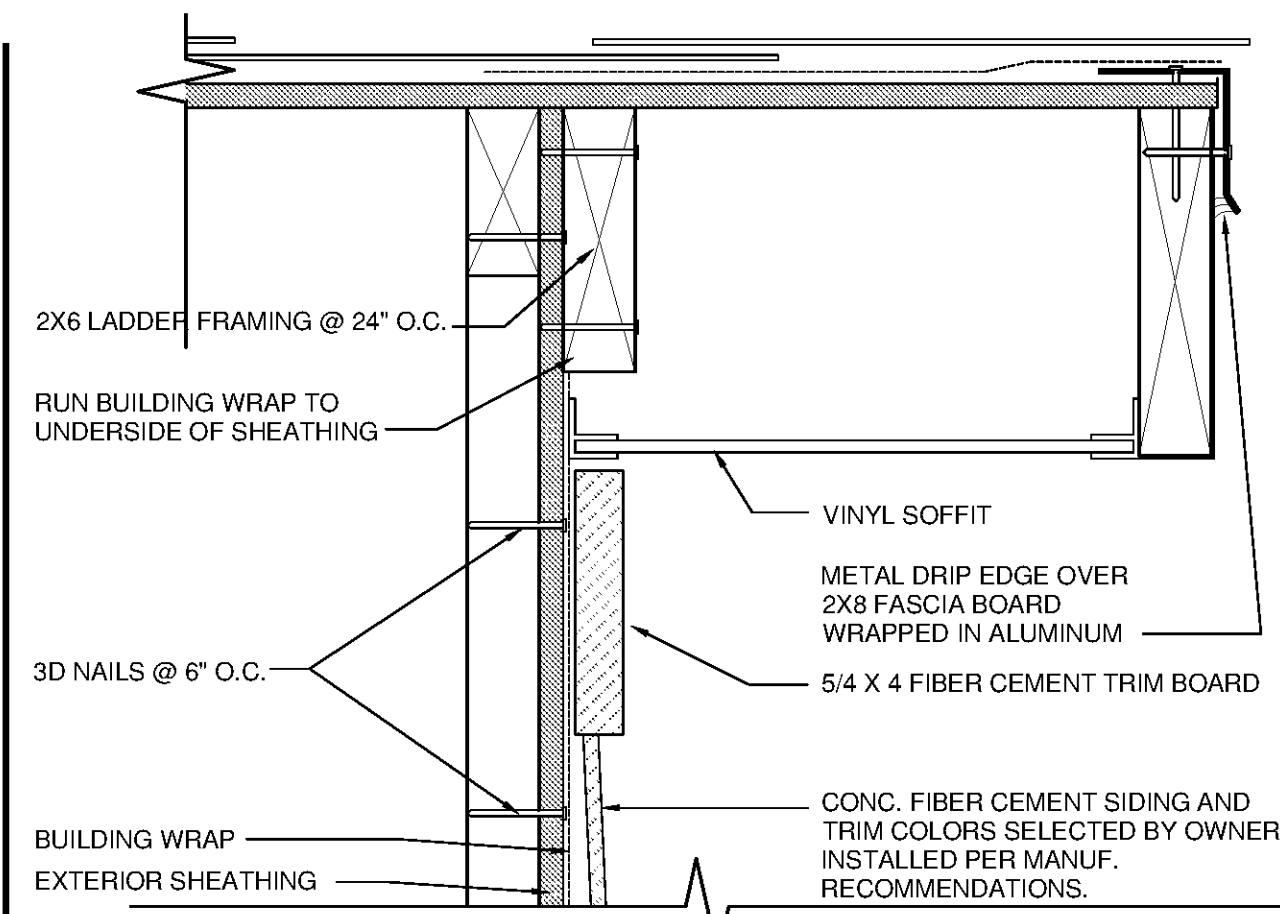 2X6 LADDER FRAMING @ 24" O.C.
RUN BUILDING WRAP TO
UNDERSIDE OF SHEATHING
3D NAILS @ 6" O.C.
BUILDING WRAP
EXTERIOR SHEATHING
VINYL SOFFIT
METAL DRIP EDGE OVER
2X8 FASCIA BOARD
WRAPPED IN ALUMINUM
5/4 X 4 FIBER CEMENT TRIM BOARD
CONC. FIBER CEMENT SIDING AND
TRIM COLORS SELECTED BY OWNER
INSTALLED PER MANUF.
RECOMMENDATIONS.